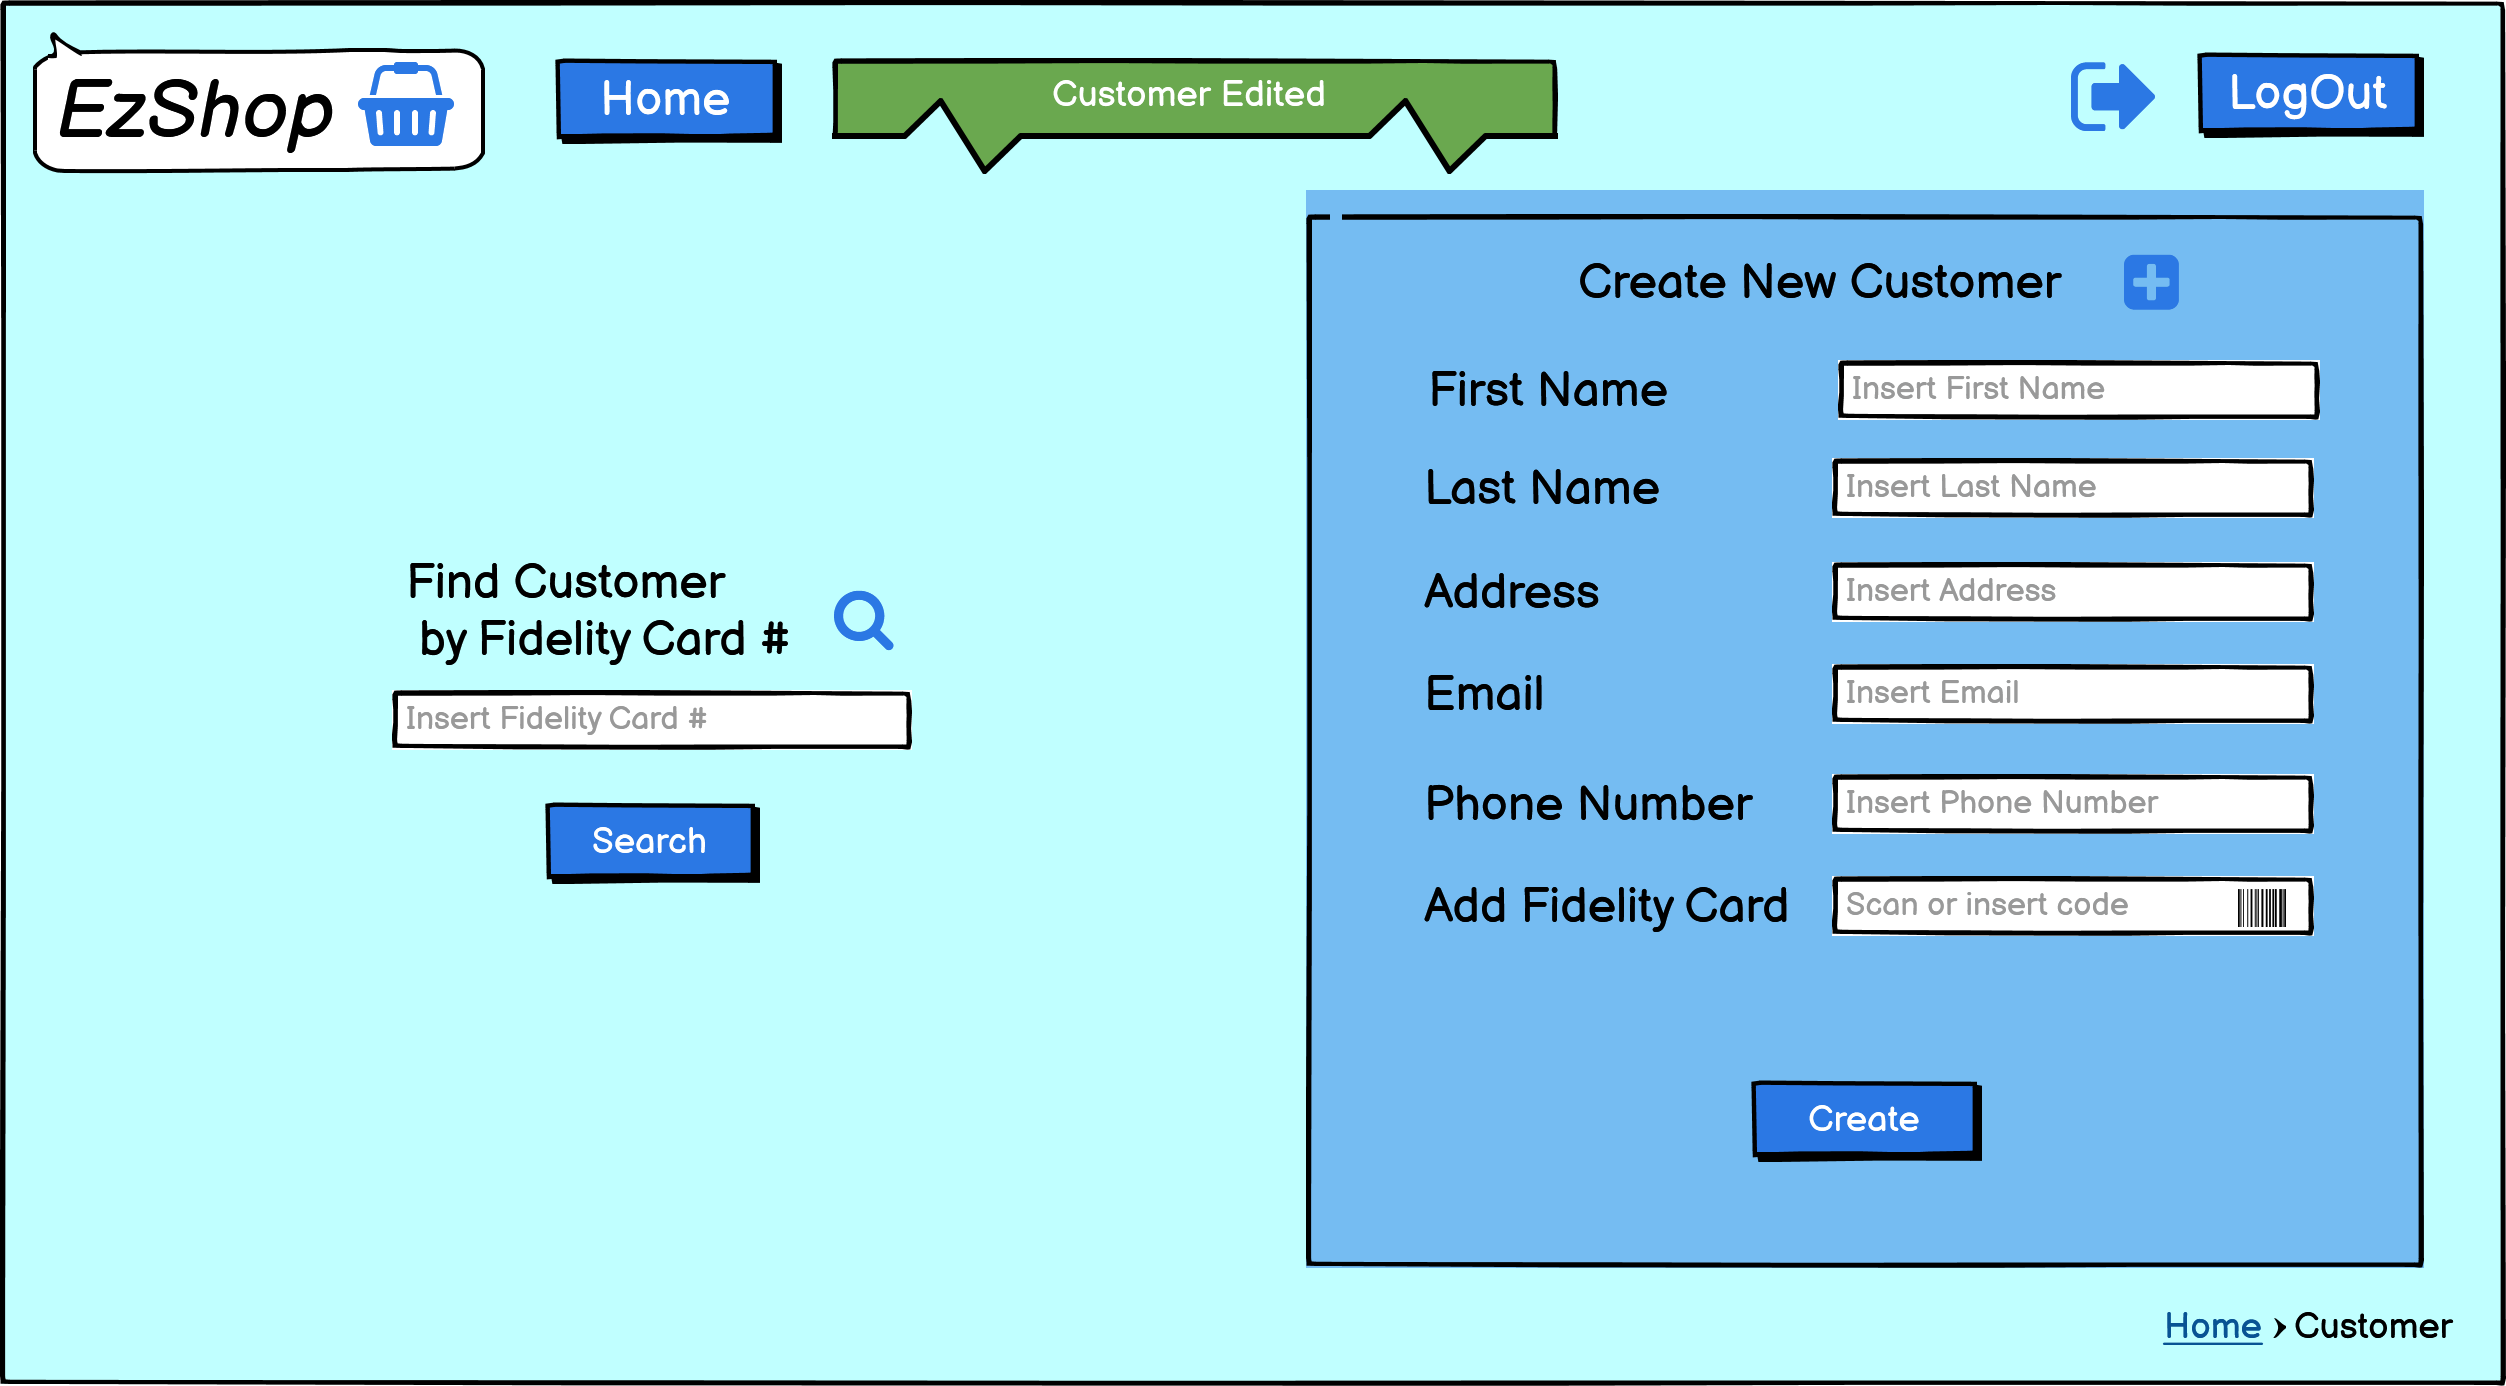 EzShop
Home
Customer Edited
LogOut
Find Customer
by Fidelity Card #
Insert Fidelity Card #
Search
Create New Customer
First Name
Insert First Name
Last Name
Insert Last Name
Address
Insert Address
Email
Insert Email
Phone Number
Insert Phone Number
Add Fidelity Card
Scan or insert code
Create
Home > Customer